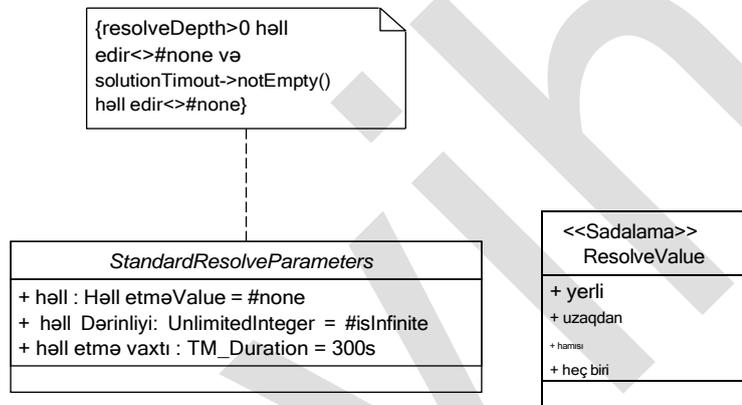 {resolveDepth>0 həll
edir<>#none və
solutionTimout->notEmpty()
həll edir<>#none}
StandardResolveParameters
+ həll : Həll etməValue = #none
+ həll Dərinliyi: UnlimitedInteger = #isInfinite
+ həll etmə vaxtı : TM_Duration = 300s
<<Sadalama>>
ResolveValue
+ yerli
+ uzaqdan
+ hamısı
+ heç biri